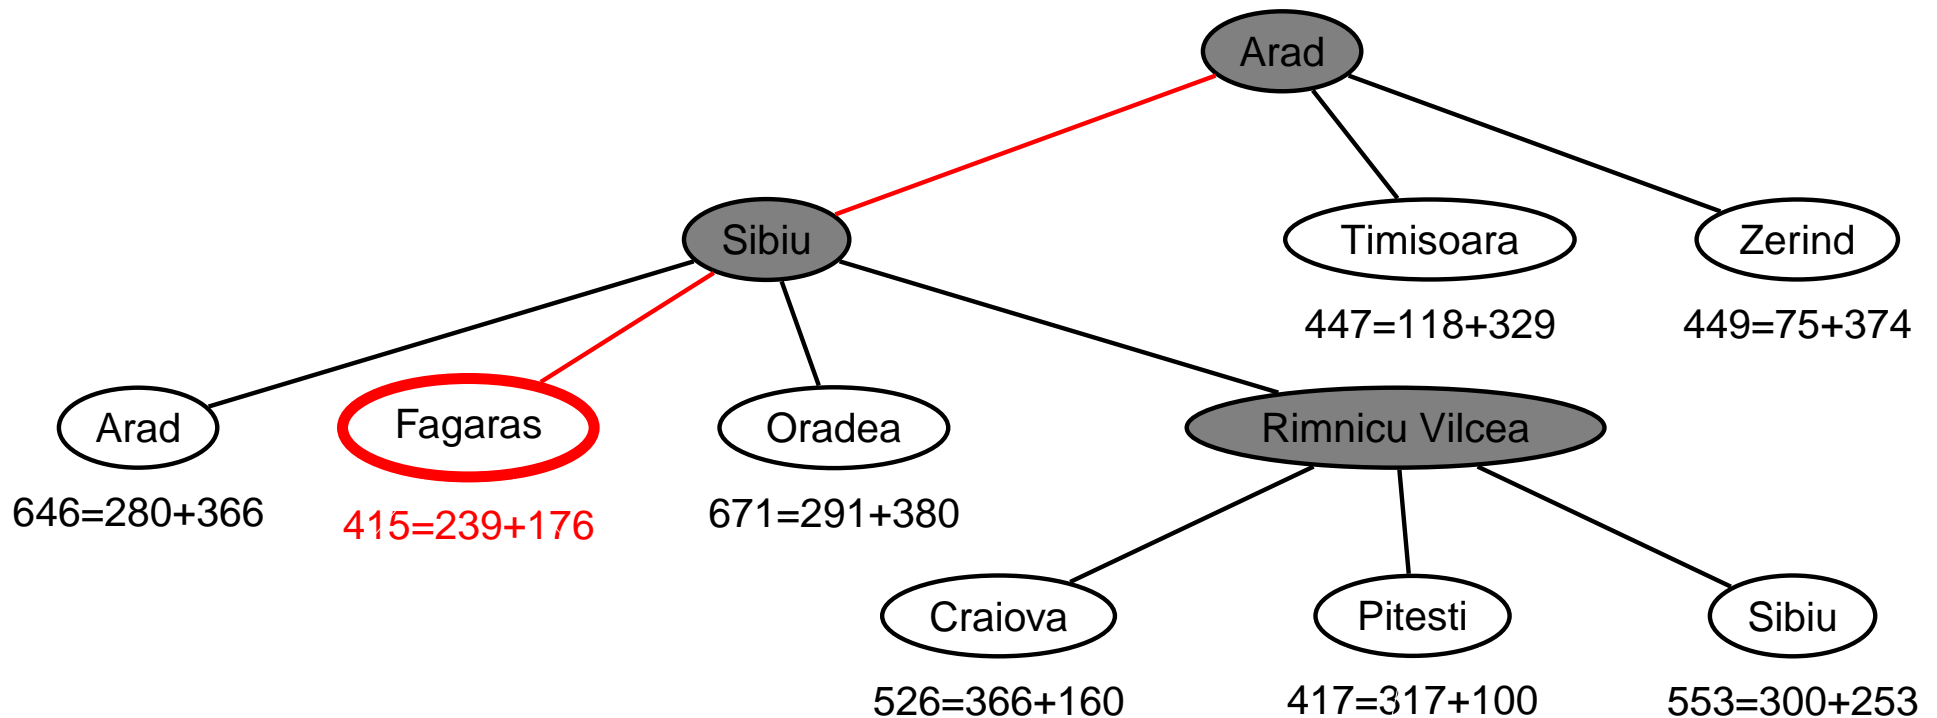 Arad
Sibiu
Timisoara
Zerind
447=118+329
449=75+374
Arad
Fagaras
Oradea
Rimnicu Vilcea
646=280+366
415=239+176
671=291+380
Craiova
Pitesti
Sibiu
526=366+160
417=317+100
553=300+253